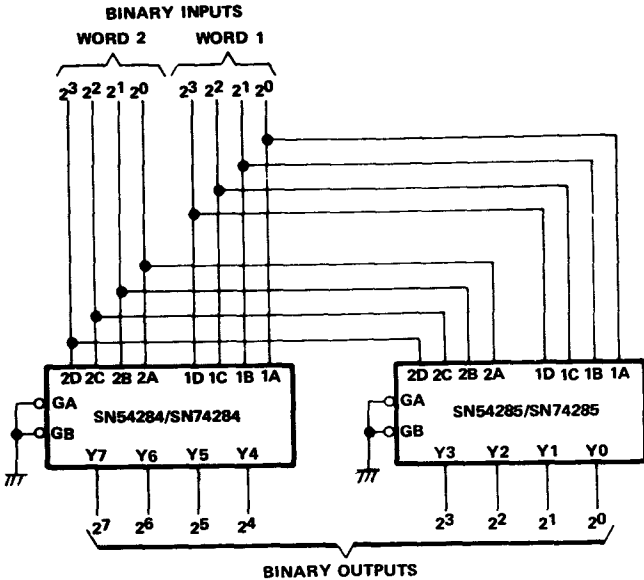 BINARY INPUTS
WORD 2 WORD 1
2³ 2² 2¹ 2⁰ 2³ 2² 2¹ 2⁰
2D 2C 2B 2A 1D 1C 1B 1A
GA
SN54284/SN74284
GB
Y7 Y6 Y5 Y4
2D 2C 2B 2A 1D 1C 1B 1A
GA
SN54285/SN74285
GB
Y3 Y2 Y1 Y0
2⁷ 2⁶ 2⁵ 2⁴ 2³ 2² 2¹ 2⁰
BINARY OUTPUTS